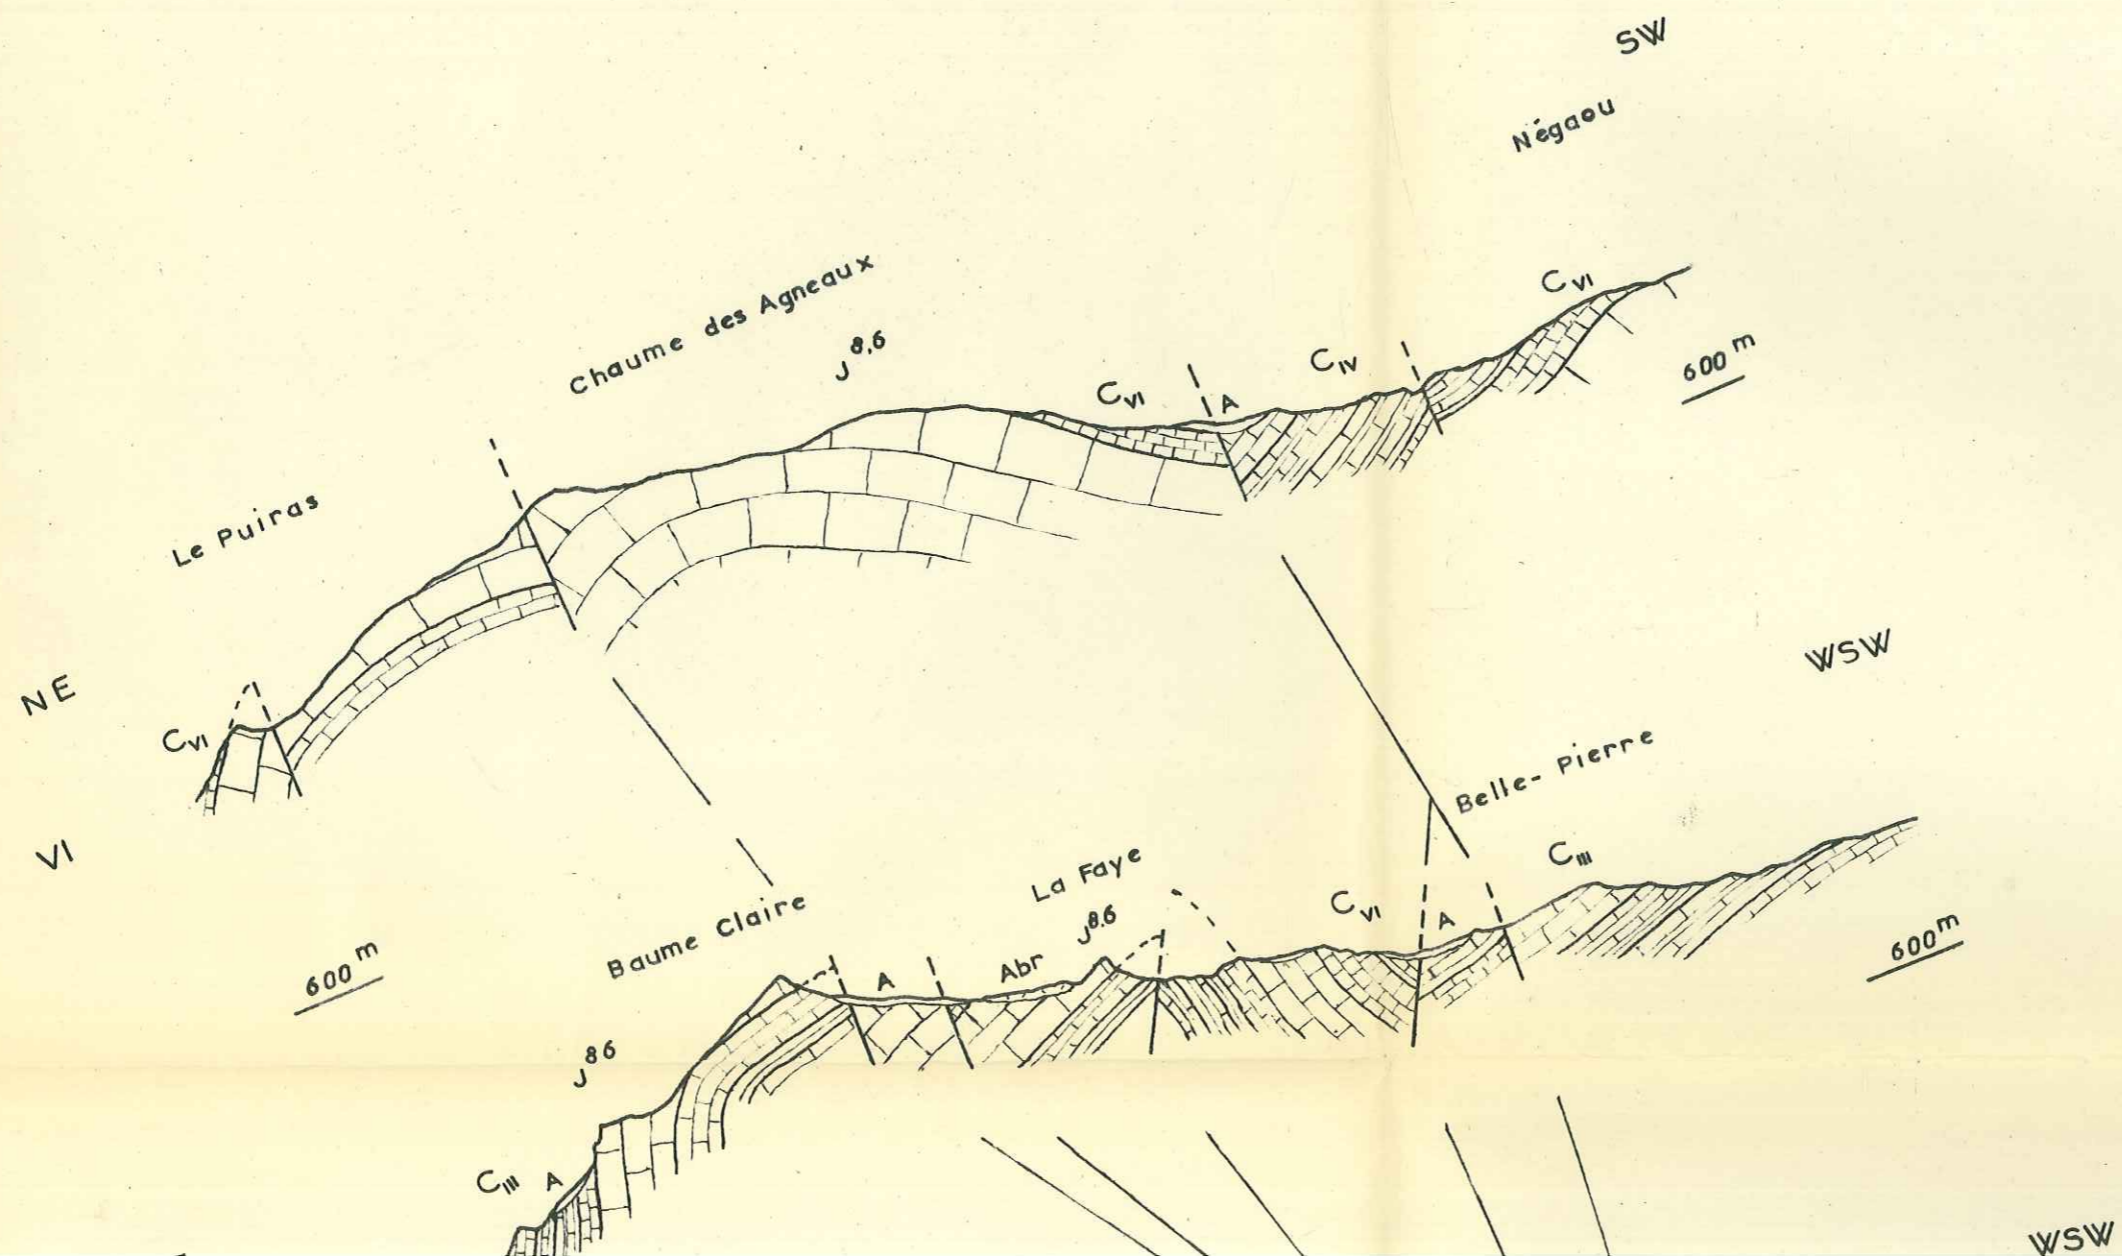 SW
Négaou
Chaume des Agneaux
J8,6
CVI
CIV
CVI
A
600 m
Le Puiras
NE
CVI
VI
WSW
Belle-Pierre
CIII
La Faye
J8.6
CVI
A
600 m
Baume Claire
A
Abr
600 m
J86
CIII
A
WSW